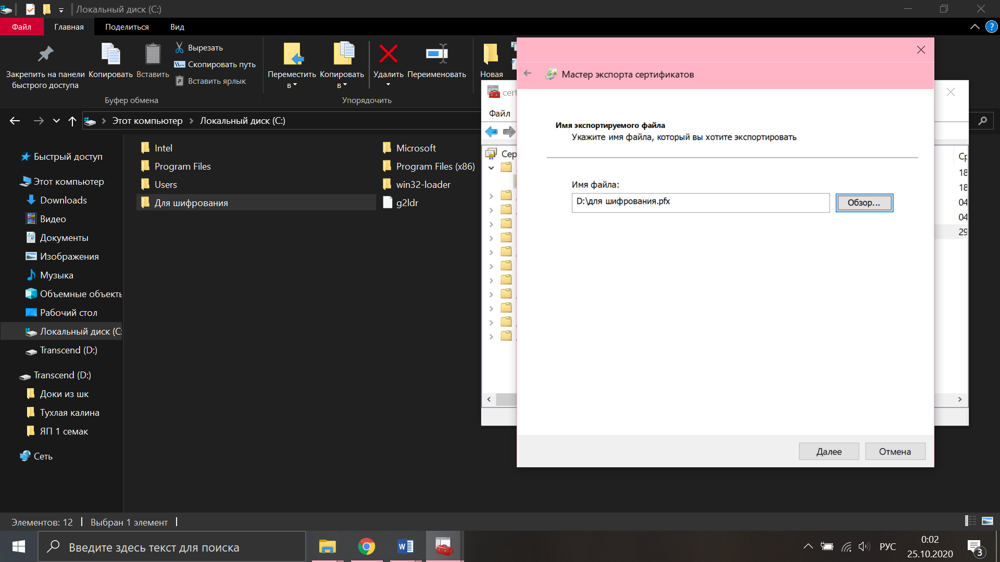 Локальный диск (C:)
Файл
Главная
Поделиться
Вид
?
Закрепить на панели
быстрого доступа
Копировать
Вставить
Вырезать
Скопировать путь
Вставить ярлык
Переместить
в
Копировать
в
Удалить
Переименовать
Новая
Буфер обмена
Упорядочить
Этот компьютер
Локальный диск (C:)
Быстрый доступ
Этот компьютер
Downloads
Видео
Документы
Изображения
Музыка
Объемные объекты
Рабочий стол
Локальный диск (C:
Transcend (D:)
Transcend (D:)
Доки из шк
Тухлая калина
ЯП 1 семак
Сеть
Intel
Microsoft
Program Files
Program Files (x86)
Users
win32-loader
Для шифрования
g2ldr
cert
Файл
Сер
Ср
18
18
04
04
29
Мастер экспорта сертификатов
Имя экспортируемого файла
Укажите имя файла, который вы хотите экспортировать
Имя файла:
D:\для шифрования.pfx
Обзор...
Далее
Отмена
Элементов: 12
Выбран 1 элемент
Введите здесь текст для поиска
W
РУС
0:02
25.10.2020
3